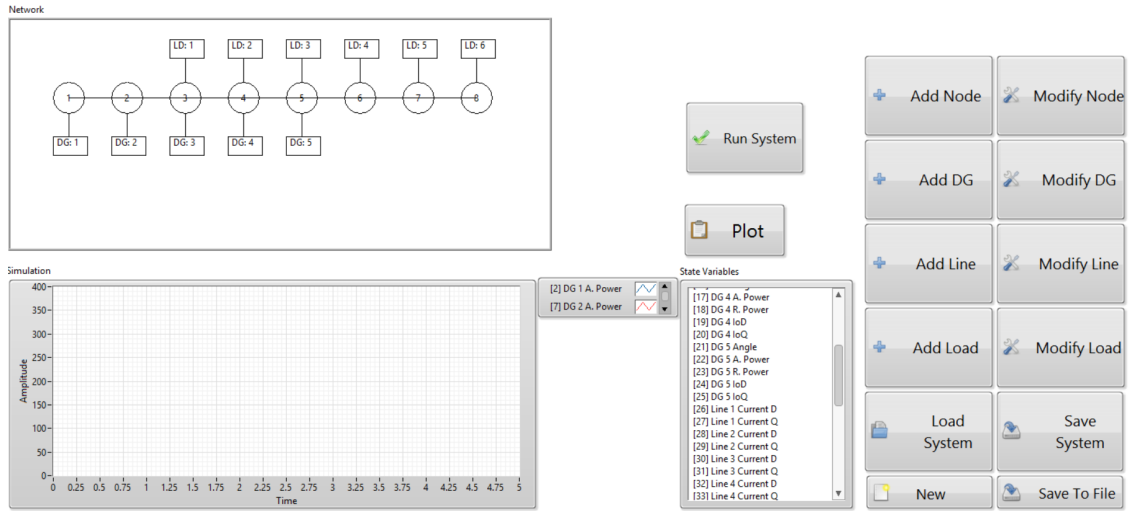 Network
LD: 1 LD: 2 LD: 3 LD: 4 LD: 5 LD: 6
1 2 3 4 5 6 7 8
DG: 1 DG: 2 DG: 3 DG: 4 DG: 5
Run System
Plot
Add Node Modify Node
Add DG Modify DG
Add Line Modify Line
Add Load Modify Load
Load System
Save System
New Save To File
Simulation
Amplitude
400
350
300
250
200
150
100
50
0
0 0.25 0.5 0.75 1 1.25 1.5 1.75 2 2.25 2.5 2.75 3 3.25 3.5 3.75 4 4.25 4.5 4.75 5
Time
[2] DG 1 A. Power
[7] DG 2 A. Power
State Variables
[17] DG 4 A. Power
[18] DG 4 R. Power
[19] DG 4 IoD
[20] DG 4 IoQ
[21] DG 5 Angle
[22] DG 5 A. Power
[23] DG 5 R. Power
[24] DG 5 IoD
[25] DG 5 IoQ
[26] Line 1 Current D
[27] Line 1 Current Q
[28] Line 2 Current D
[29] Line 2 Current Q
[30] Line 3 Current D
[31] Line 3 Current Q
[32] Line 4 Current D
[33] Line 4 Current Q